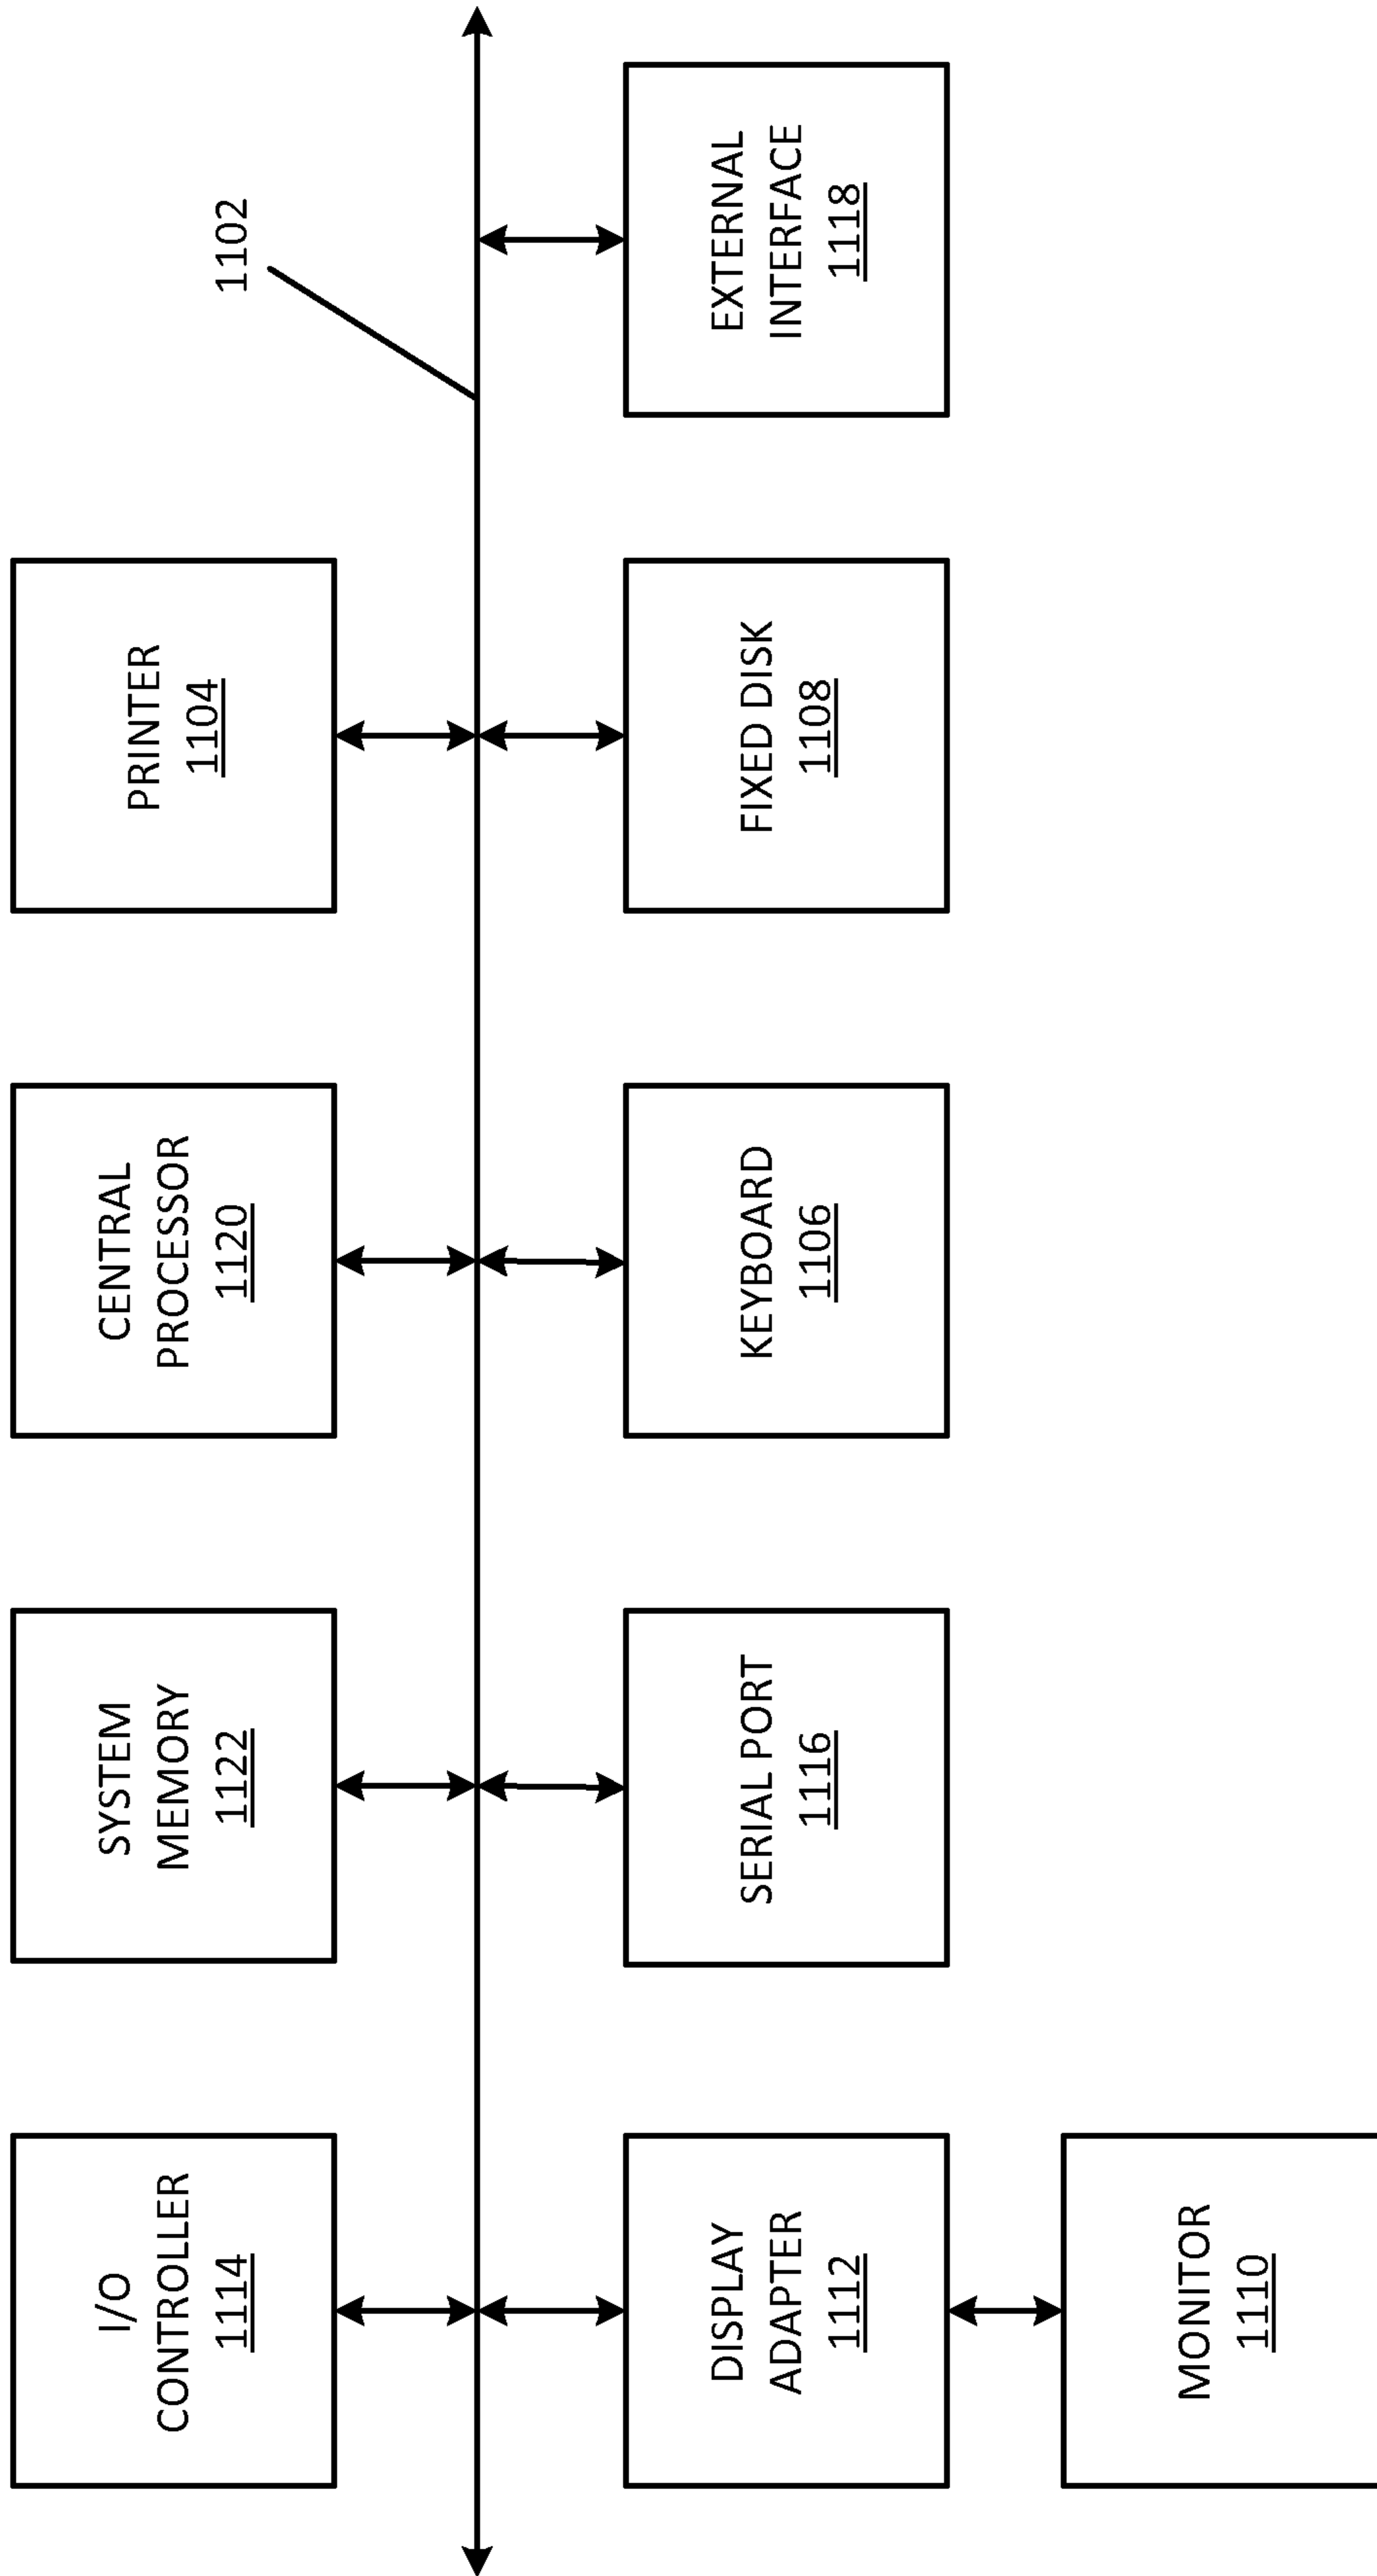 I/O
CONTROLLER
1114
SYSTEM
MEMORY
1122
CENTRAL
PROCESSOR
1120
PRINTER
1104
1102
DISPLAY
ADAPTER
1112
SERIAL PORT
1116
KEYBOARD
1106
FIXED DISK
1108
EXTERNAL
INTERFACE
1118
MONITOR
1110